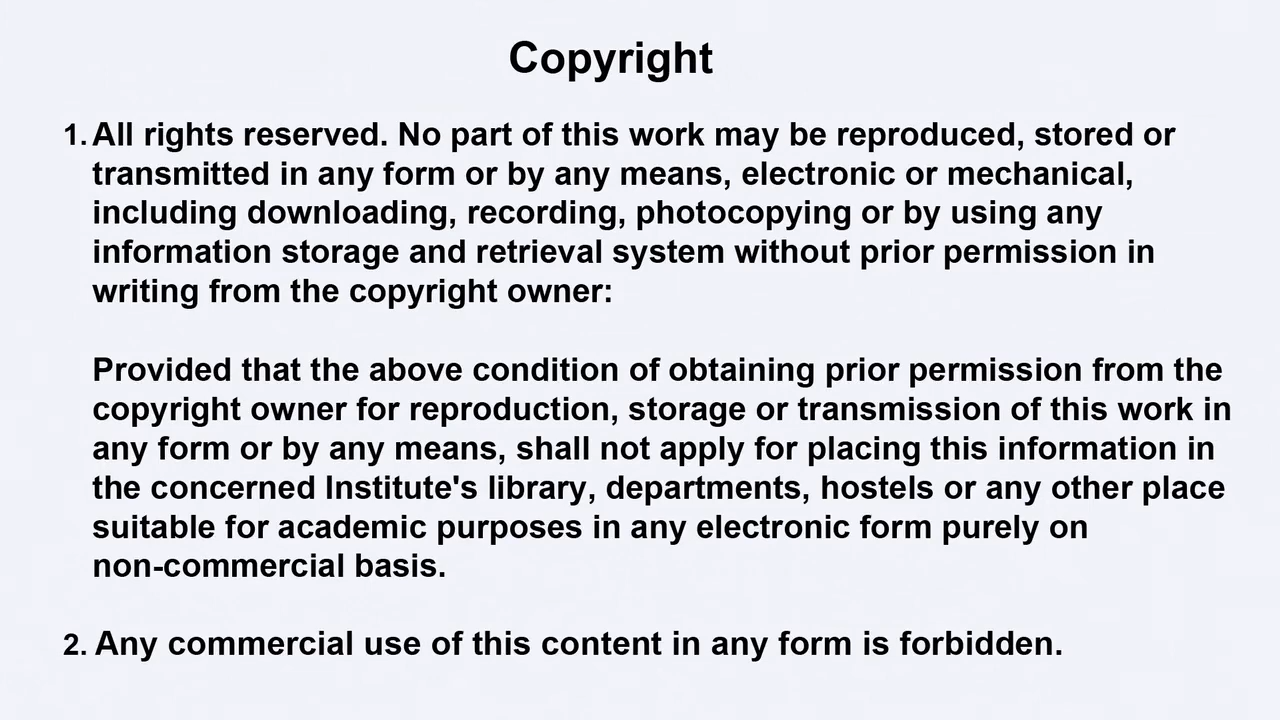 Copyright
1. All rights reserved. No part of this work may be reproduced, stored or
transmitted in any form or by any means, electronic or mechanical,
including downloading, recording, photocopying or by using any
information storage and retrieval system without prior permission in
writing from the copyright owner:
Provided that the above condition of obtaining prior permission from the
copyright owner for reproduction, storage or transmission of this work in
any form or by any means, shall not apply for placing this information in
the concerned Institute's library, departments, hostels or any other place
suitable for academic purposes in any electronic form purely on
non-commercial basis.
2. Any commercial use of this content in any form is forbidden.